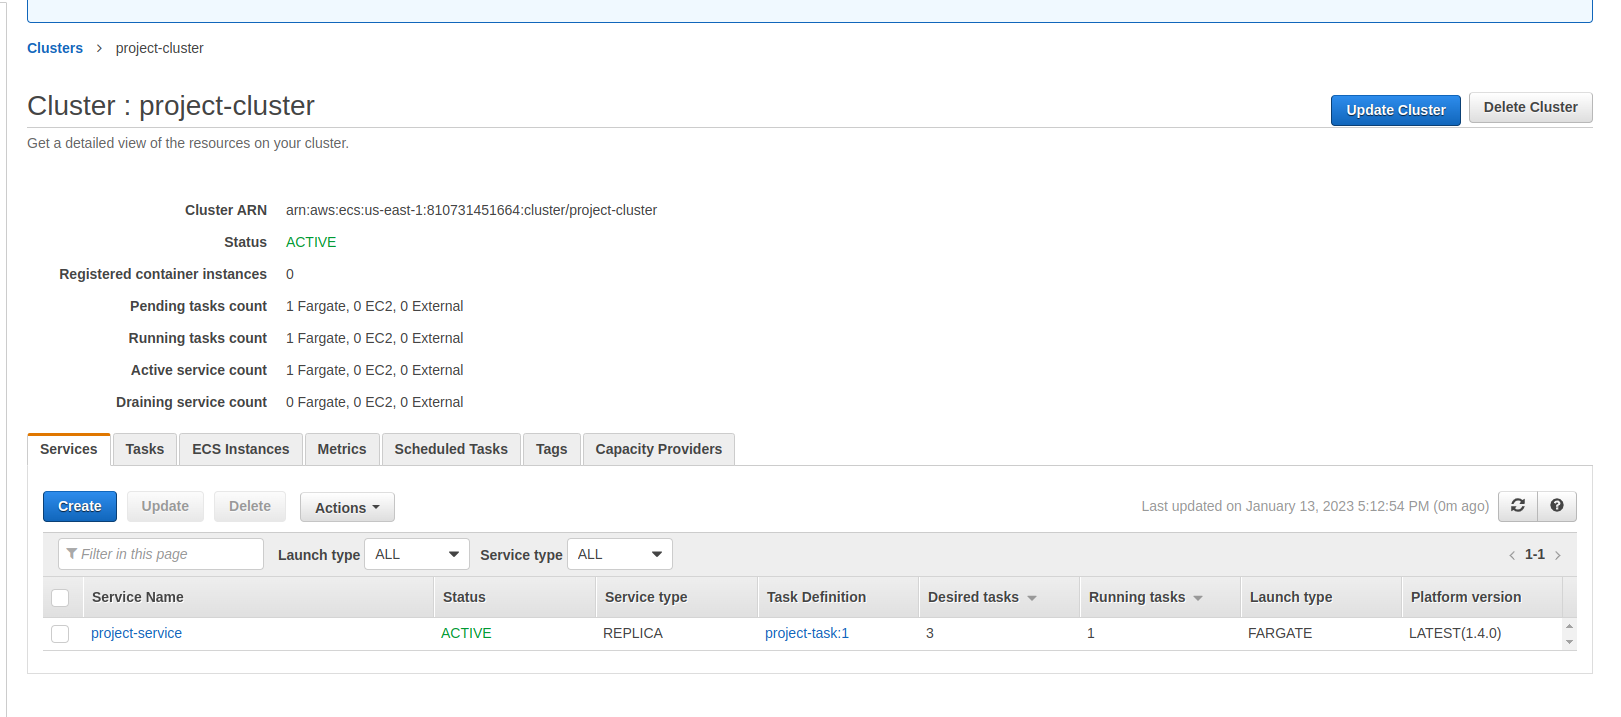 Clusters > project-cluster
Cluster : project-cluster
Update Cluster Delete Cluster
Get a detailed view of the resources on your cluster.
Cluster ARN arn:aws:ecs:us-east-1:810731451664:cluster/project-cluster
Status ACTIVE
Registered container instances 0
Pending tasks count 1 Fargate, 0 EC2, 0 External
Running tasks count 1 Fargate, 0 EC2, 0 External
Active service count 1 Fargate, 0 EC2, 0 External
Draining service count 0 Fargate, 0 EC2, 0 External
Services Tasks ECS Instances Metrics Scheduled Tasks Tags Capacity Providers
Create Update Delete Actions Last updated on January 13, 2023 5:12:54 PM (0m ago)
Filter in this page Launch type ALL Service type ALL < 1-1 >
Service Name Status Service type Task Definition Desired tasks Running tasks Launch type Platform version
project-service ACTIVE REPLICA project-task:1 3 1 FARGATE LATEST(1.4.0)